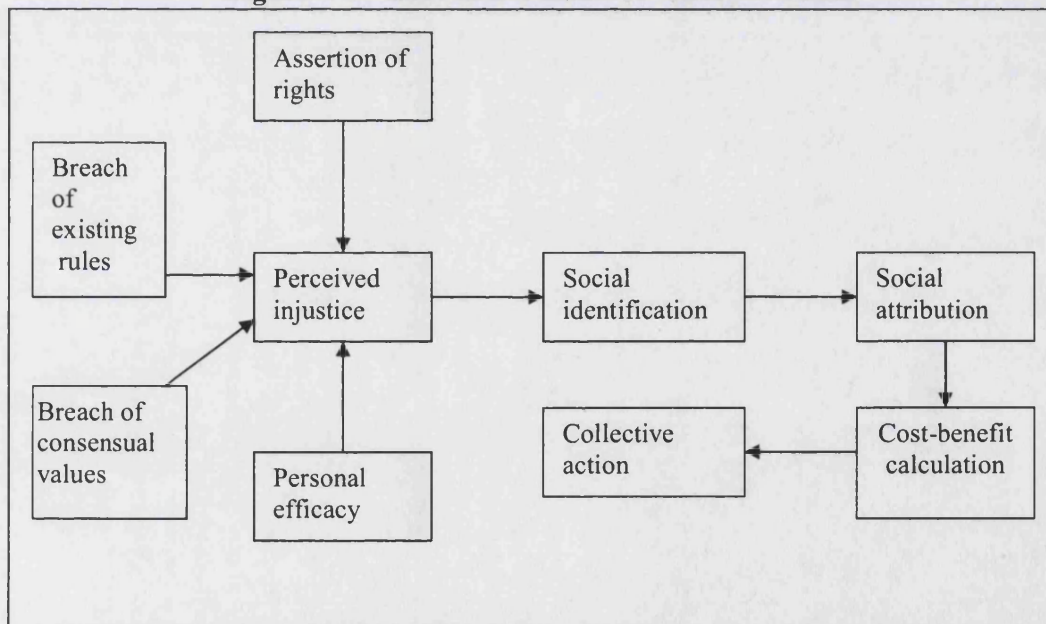 Assertion of
rights
Breach
of
existing
rules
Perceived
injustice
Social
identification
Social
attribution
Breach of
consensual
values
Personal
efficacy
Collective
action
Cost-benefit
calculation